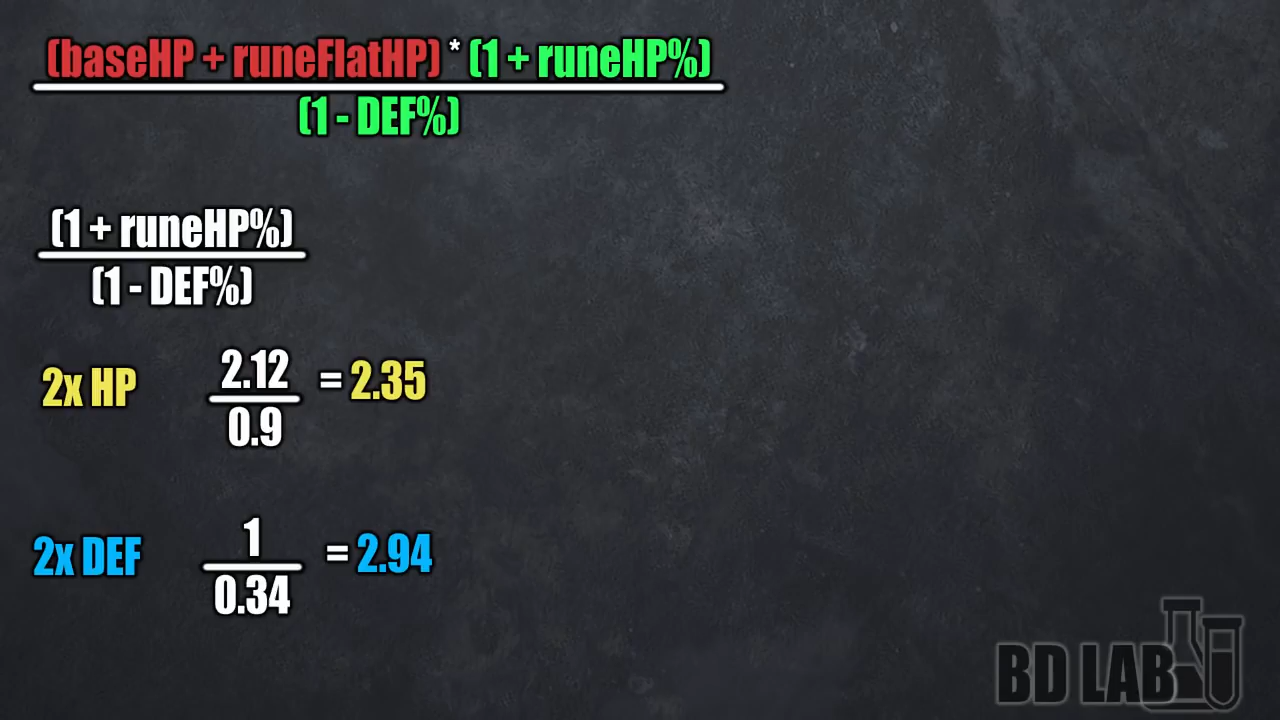 (baseHP + runeFlatHP) * (1 + runeHP%)
(1 - DEF%)
(1 + runeHP%)
(1 - DEF%)
2x HP 2.12 = 2.35
0.9
2x DEF 1 = 2.94
0.34
BD LAB